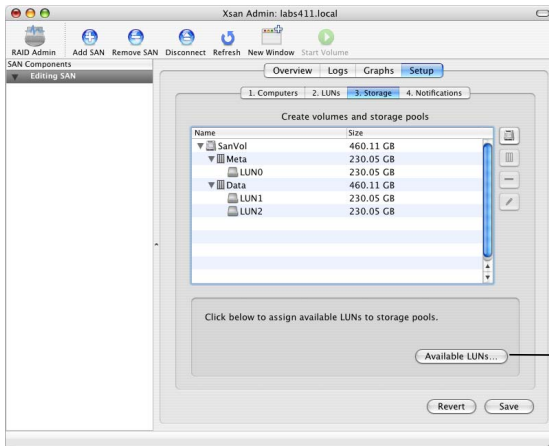 Xsan Admin: labs411.local
RAID Admin Add SAN Remove SAN Disconnect Refresh New Window Start Volume
SAN Components
Editing SAN
Overview Logs Graphs Setup
1. Computers 2. LUNs 3. Storage 4. Notifications
Create volumes and storage pools
Name Size
SanVol 460.11 GB
Meta 230.05 GB
LUN0 230.05 GB
Data 460.11 GB
LUN1 230.05 GB
LUN2 230.05 GB
Click below to assign available LUNs to storage pools.
Available LUNs...
Revert Save